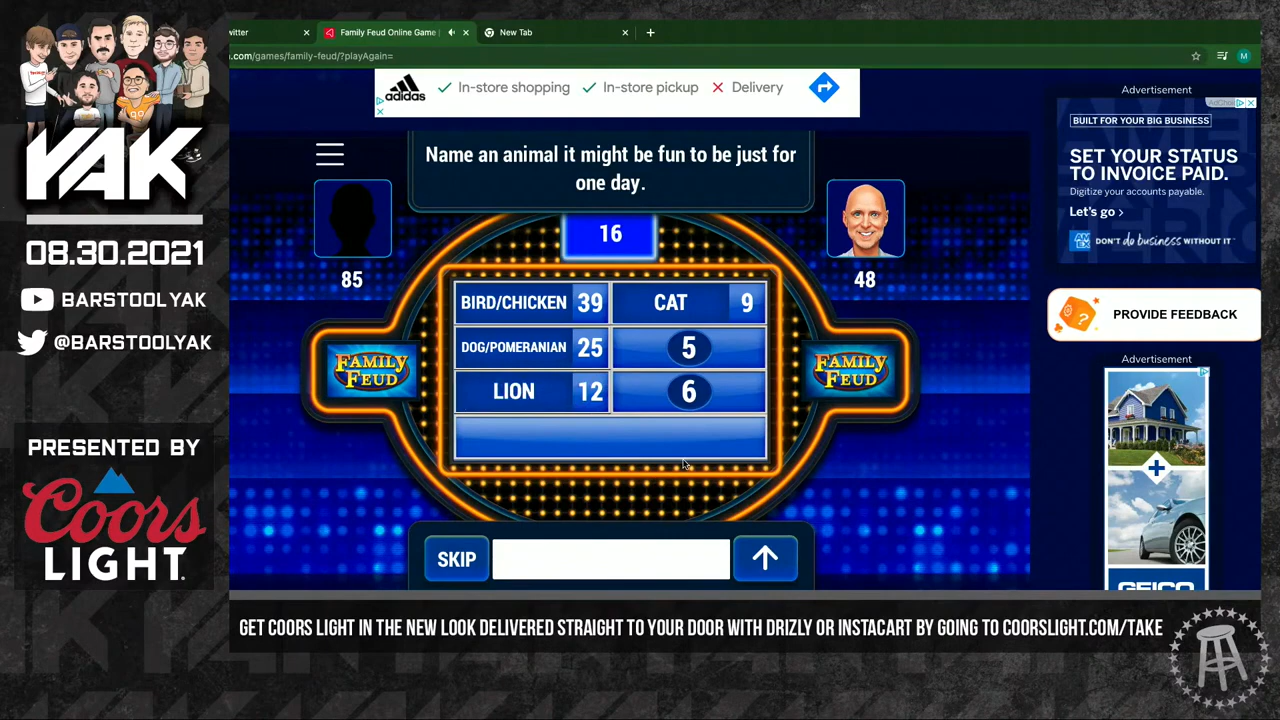 witter
Family Feud Online Game
New Tab
.com/games/family-feud/?playAgain=
M
YAK
08.30.2021
BARSTOOL YAK
@BARSTOOLYAK
PRESENTED BY
Coors
LIGHT
adidas
In-store shopping
In-store pickup
Delivery
Name an animal it might be fun to be just for
one day.
16
85
48
BIRD/CHICKEN 39
CAT 9
DOG/POMERANIAN 25
5
LION 12
6
FAMILY
FEUD
FAMILY
FEUD
SKIP
Advertisement
BUILT FOR YOUR BIG BUSINESS
SET YOUR STATUS
TO INVOICE PAID.
Digitize your accounts payable.
Let's go >
DON'T do business WITHOUT IT
PROVIDE FEEDBACK
Advertisement
GEICO
GET COORS LIGHT IN THE NEW LOOK DELIVERED STRAIGHT TO YOUR DOOR WITH DRIZLY OR INSTACART BY GOING TO COORSLIGHT.COM/TAKE